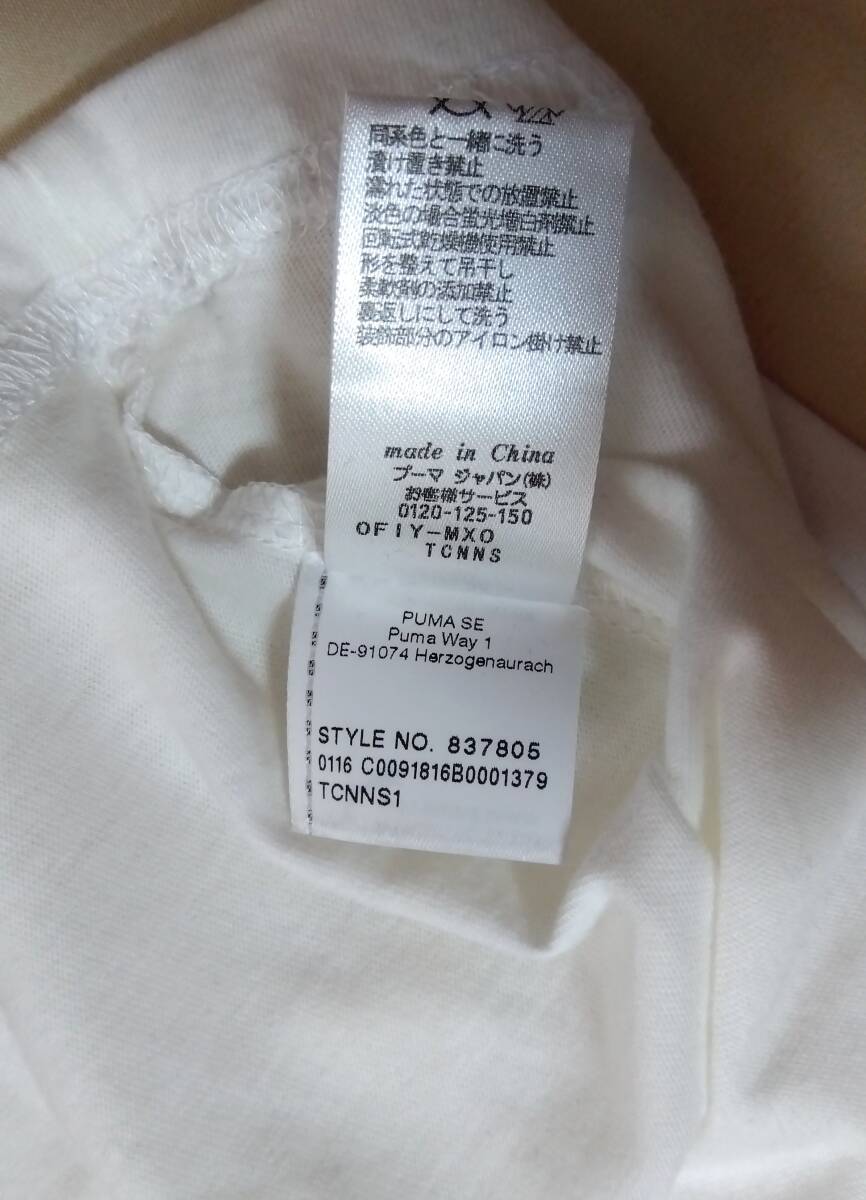 同系色と一緒に洗う
漬け置き禁止
濡れた状態での放置禁止
淡色の場合蛍光増白剤禁止
回転式乾燥機使用禁止
形を整えて吊干し
柔軟剤の添加禁止
裏返しにして洗う
装飾部分のアイロン掛け禁止
made in China
プーマ ジャパン(株)
お客様サービス
0120-125-150
OFIY-MXO
TCNNS
PUMA SE
Puma Way 1
DE-91074 Herzogenaurach
STYLE NO. 837805
0116 C0091816B0001379
TCNNS1